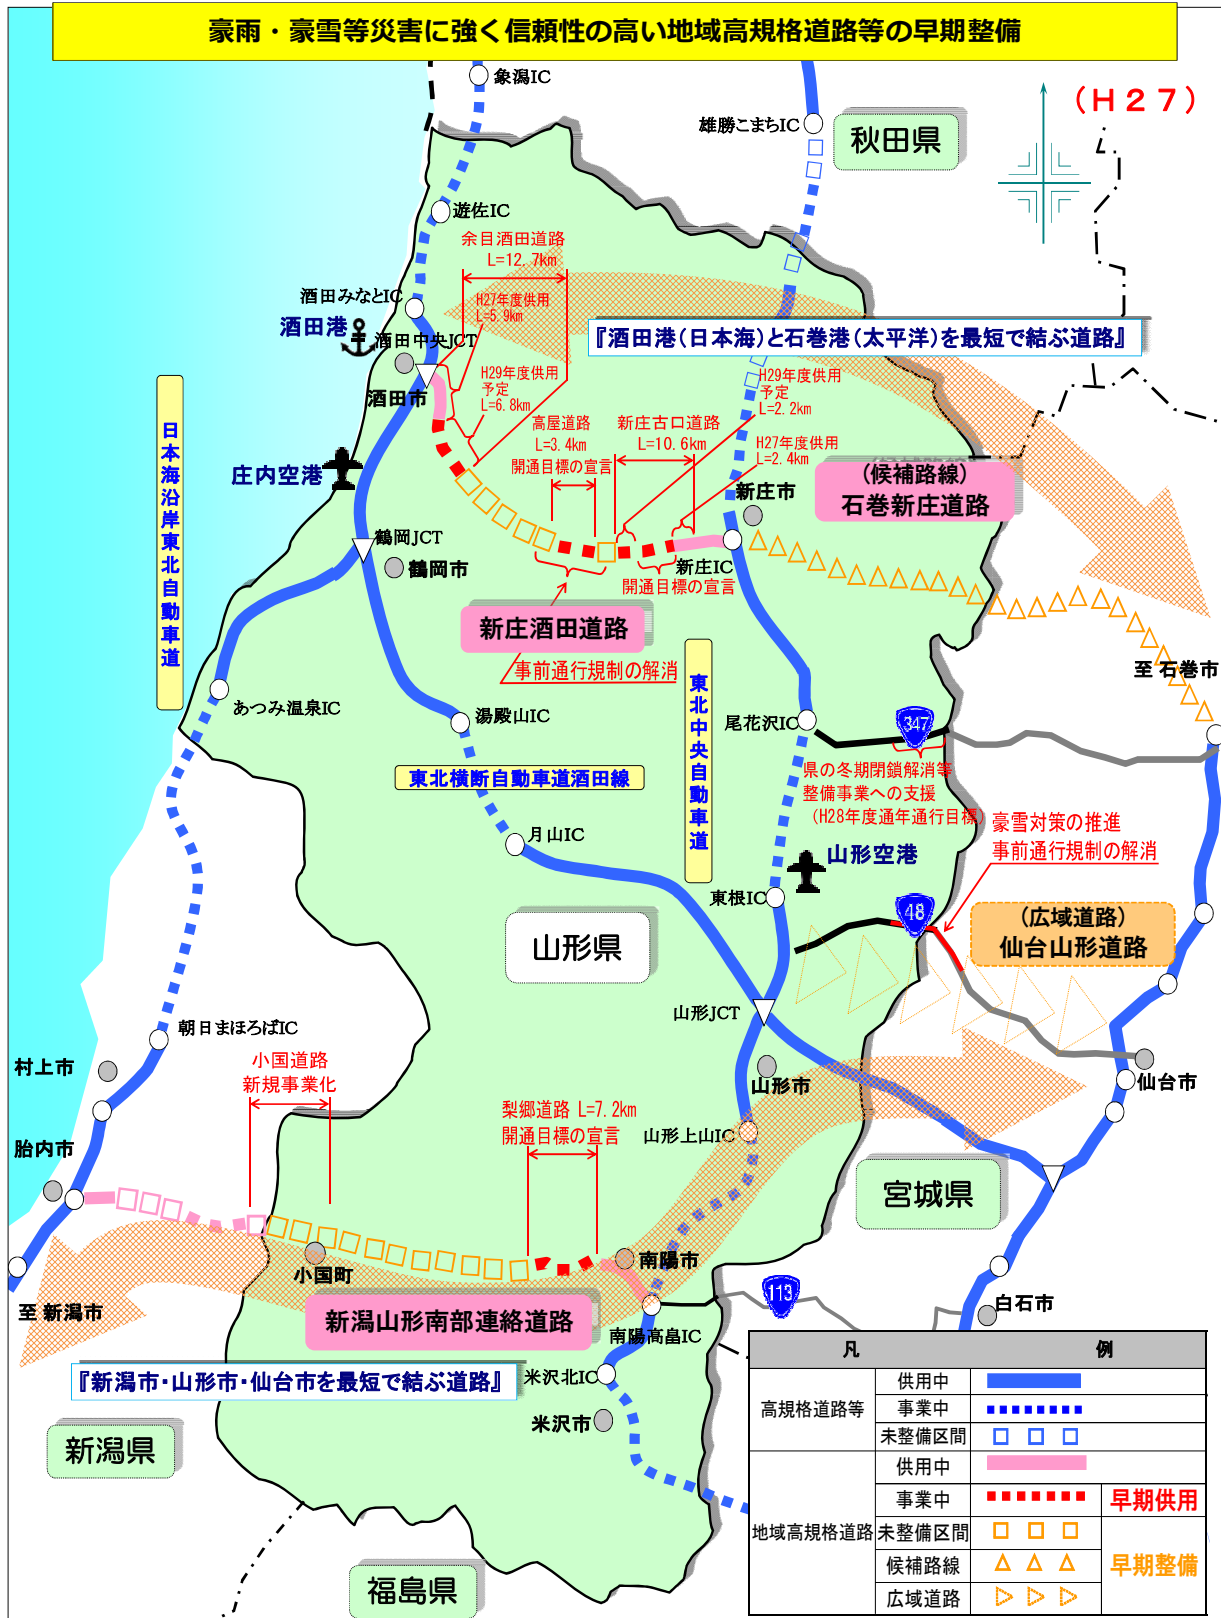 豪雨・豪雪等災害に強く信頼性の高い地域高規格道路等の早期整備
(H27)
象潟IC
雄勝こまちIC
秋田県
遊佐IC
余目酒田道路
L=12.7km
酒田みなとIC
H27年度供用
L=5.9km
酒田港
酒田中央JCT
『酒田港(日本海)と石巻港(太平洋)を最短で結ぶ道路』
酒田市
H29年度供用
予定
L=6.8km
H29年度供用
予定
L=2.2km
高屋道路
L=3.4km
開通目標の宣言
新庄古口道路
L=10.6km
H27年度供用
L=2.4km
日本海沿岸東北自動車道
庄内空港
(候補路線)
石巻新庄道路
新庄市
鶴岡JCT
鶴岡市
新庄IC
開通目標の宣言
新庄酒田道路
事前通行規制の解消
至 石巻市
東北中央自動車道
あつみ温泉IC
湯殿山IC
尾花沢IC
347
東北横断自動車道酒田線
県の冬期閉鎖解消等
整備事業への支援
(H28年度通年通行目標)
豪雪対策の推進
事前通行規制の解消
月山IC
山形空港
東根IC
48
(広域道路)
仙台山形道路
山形県
山形JCT
朝日まほろばIC
村上市
小国道路
新規事業化
山形市
仙台市
梨郷道路 L=7.2km
開通目標の宣言
山形上山IC
胎内市
宮城県
小国町
南陽市
113
至 新潟市
新潟山形南部連絡道路
白石市
南陽高畠IC
『新潟市・山形市・仙台市を最短で結ぶ道路』
米沢北IC
米沢市
新潟県
福島県
凡 例
高規格道路等
供用中
事業中
未整備区間
地域高規格道路
供用中
事業中
早期供用
未整備区間
候補路線
早期整備
広域道路